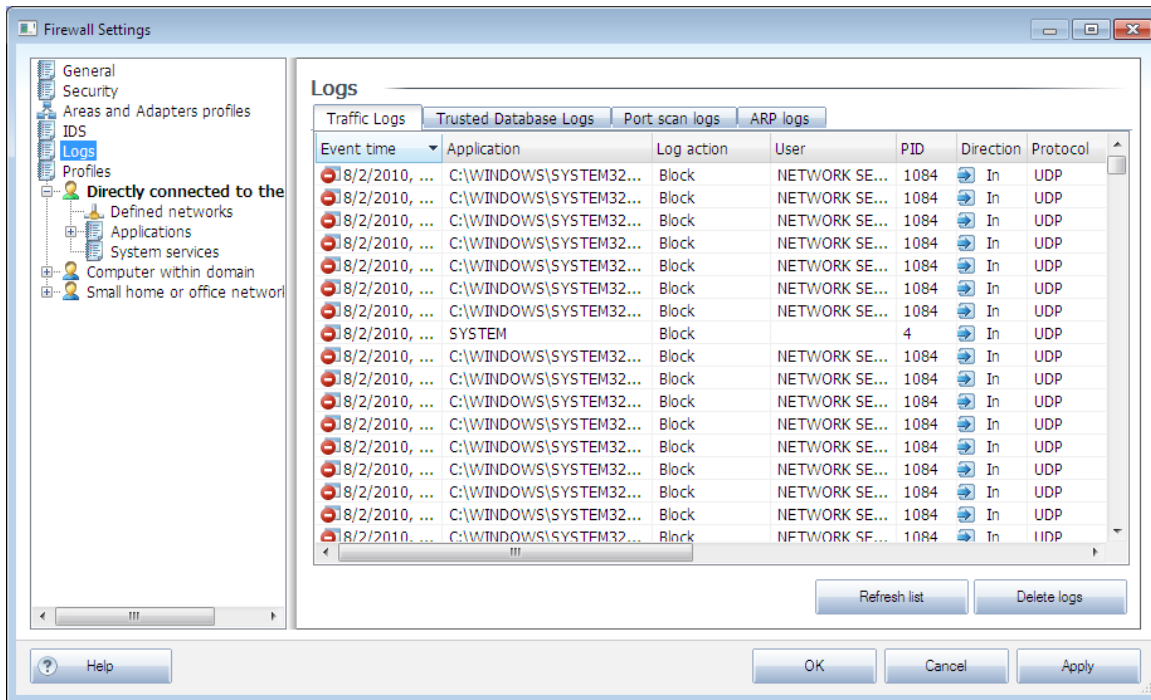 Firewall Settings
General
Security
Areas and Adapters profiles
IDS
Logs
Profiles
Directly connected to the
Defined networks
Applications
System services
Computer within domain
Small home or office network
Logs
Traffic Logs Trusted Database Logs Port scan logs ARP logs
Event time Application Log action User PID Direction Protocol
8/2/2010, ... C:\WINDOWS\SYSTEM32... Block NETWORK SE... 1084 In UDP
8/2/2010, ... C:\WINDOWS\SYSTEM32... Block NETWORK SE... 1084 In UDP
8/2/2010, ... C:\WINDOWS\SYSTEM32... Block NETWORK SE... 1084 In UDP
8/2/2010, ... C:\WINDOWS\SYSTEM32... Block NETWORK SE... 1084 In UDP
8/2/2010, ... C:\WINDOWS\SYSTEM32... Block NETWORK SE... 1084 In UDP
8/2/2010, ... C:\WINDOWS\SYSTEM32... Block NETWORK SE... 1084 In UDP
8/2/2010, ... C:\WINDOWS\SYSTEM32... Block NETWORK SE... 1084 In UDP
8/2/2010, ... SYSTEM Block 4 In UDP
8/2/2010, ... C:\WINDOWS\SYSTEM32... Block NETWORK SE... 1084 In UDP
8/2/2010, ... C:\WINDOWS\SYSTEM32... Block NETWORK SE... 1084 In UDP
8/2/2010, ... C:\WINDOWS\SYSTEM32... Block NETWORK SE... 1084 In UDP
8/2/2010, ... C:\WINDOWS\SYSTEM32... Block NETWORK SE... 1084 In UDP
8/2/2010, ... C:\WINDOWS\SYSTEM32... Block NETWORK SE... 1084 In UDP
8/2/2010, ... C:\WINDOWS\SYSTEM32... Block NETWORK SE... 1084 In UDP
8/2/2010, ... C:\WINDOWS\SYSTEM32... Block NETWORK SE... 1084 In UDP
8/2/2010, ... C:\WINDOWS\SYSTEM32... Block NETWORK SE... 1084 In UDP
8/2/2010, ... C:\WINDOWS\SYSTEM32... Block NETWORK SE... 1084 In UDP
Refresh list Delete logs
? Help OK Cancel Apply